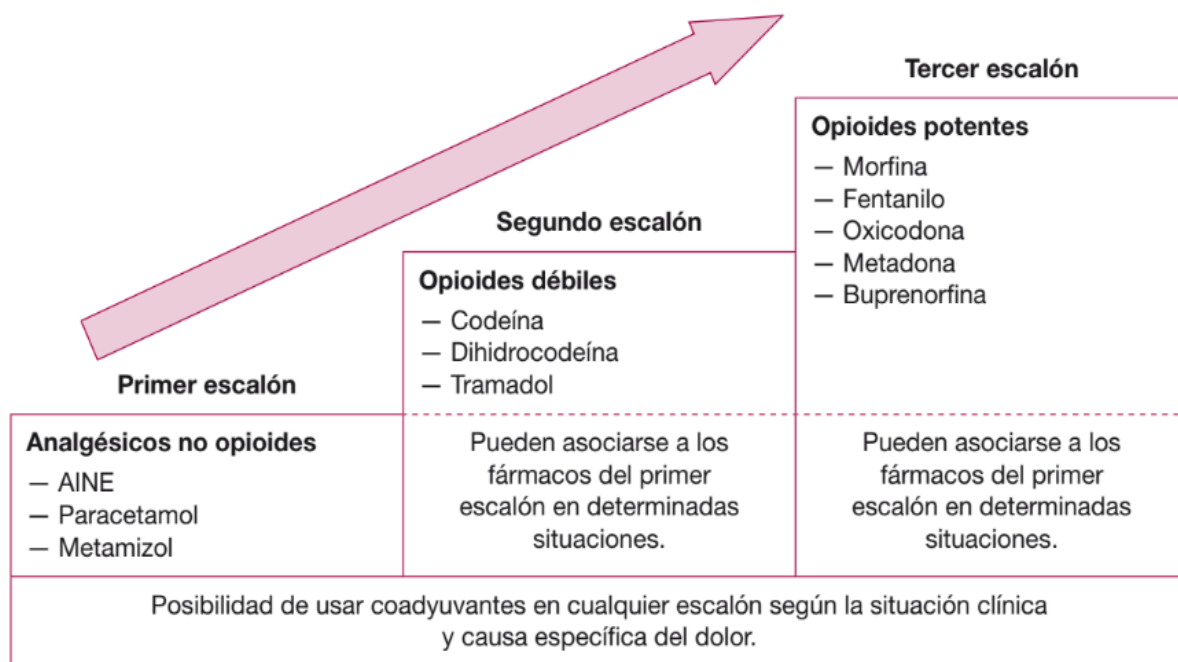 Primer escalón
Analgésicos no opioides
— AINE
— Paracetamol
— Metamizol
Segundo escalón
Opioides débiles
— Codeína
— Dihidrocodeína
— Tramadol
Pueden asociarse a los
fármacos del primer
escalón en determinadas
situaciones.
Tercer escalón
Opioides potentes
— Morfina
— Fentanilo
— Oxicodona
— Metadona
— Buprenorfina
Pueden asociarse a los
fármacos del primer
escalón en determinadas
situaciones.
Posibilidad de usar coadyuvantes en cualquier escalón según la situación clínica
y causa específica del dolor.